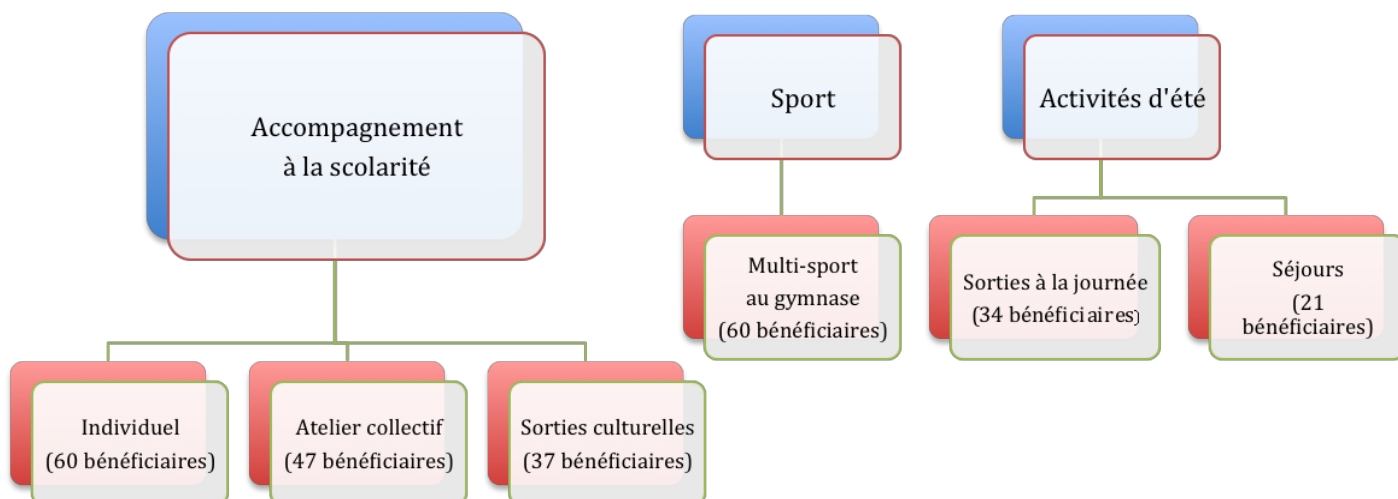 Accompagnement
à la scolarité
Sport
Activités d'été
Individuel
(60 bénéficiaires)
Atelier collectif
(47 bénéficiaires)
Sorties culturelles
(37 bénéficiaires)
Multi-sport
au gymnase
(60 bénéficiaires)
Sorties à la journée
(34 bénéficiaires)
Séjours
(21
bénéficiaires)